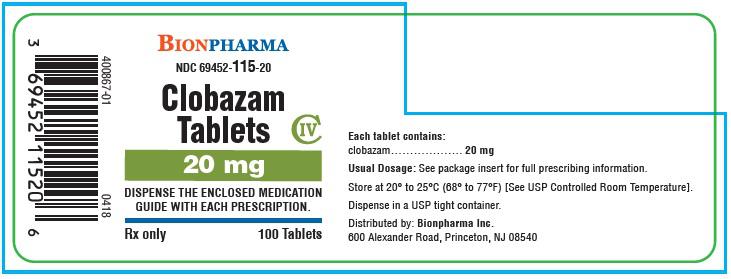 BIONPHARMA
NDC 69452-115-20
Clobazam
Tablets
CIV
20 mg
DISPENSE THE ENCLOSED MEDICATION
GUIDE WITH EACH PRESCRIPTION.
Rx only 100 Tablets
3 69452 11520 6
400867-01
0418
Each tablet contains:
clobazam................... 20 mg
Usual Dosage: See package insert for full prescribing information.
Store at 20° to 25°C (68° to 77°F) [See USP Controlled Room Temperature].
Dispense in a USP tight container.
Distributed by: Bionpharma Inc.
600 Alexander Road, Princeton, NJ 08540